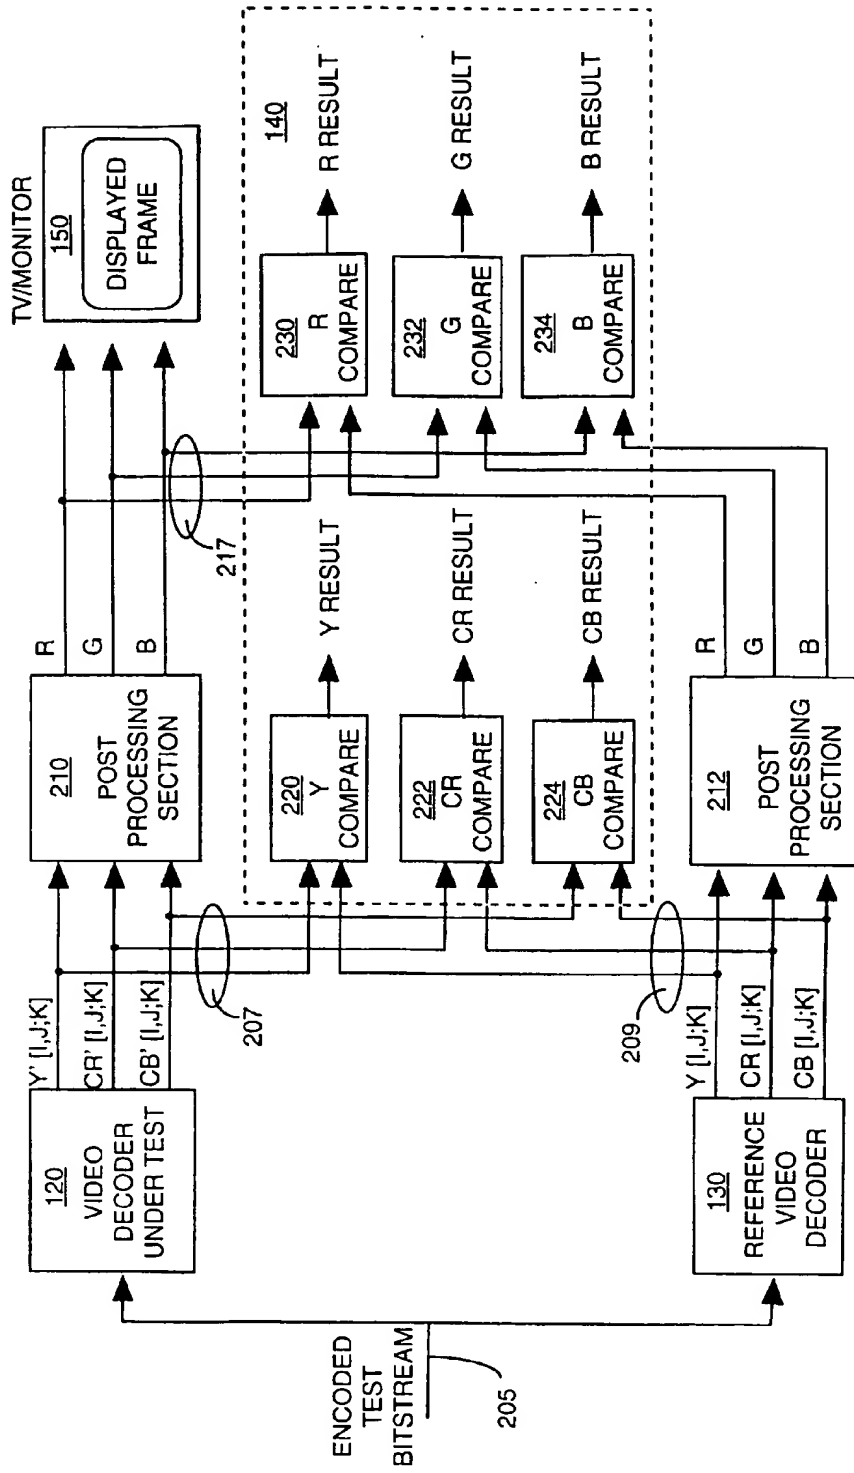 ENCODED
TEST
BITSTREAM
205
120
VIDEO
DECODER
UNDER TEST
Y' [I,J;K]
CR' [I,J;K]
CB' [I,J;K]
207
210
POST
PROCESSING
SECTION
R
G
B
217
TV/MONITOR
150
DISPLAYED
FRAME
140
220
Y
COMPARE
Y RESULT
222
CR
COMPARE
CR RESULT
224
CB
COMPARE
CB RESULT
230
R
COMPARE
R RESULT
232
G
COMPARE
G RESULT
234
B
COMPARE
B RESULT
130
REFERENCE
VIDEO
DECODER
209
Y [I,J;K]
CR [I,J;K]
CB [I,J;K]
212
POST
PROCESSING
SECTION
R
G
B